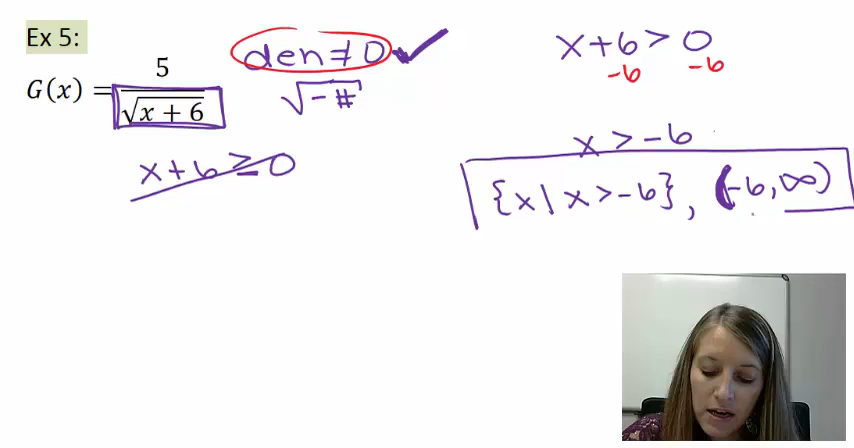 Ex 5:
G(x) = 5 / √(x + 6)
den ≠ 0 ✓
√-#
x+6 ≥ 0
x+6 > 0
-6 -6
x > -6
{x | x > -6}, (-6, ∞)